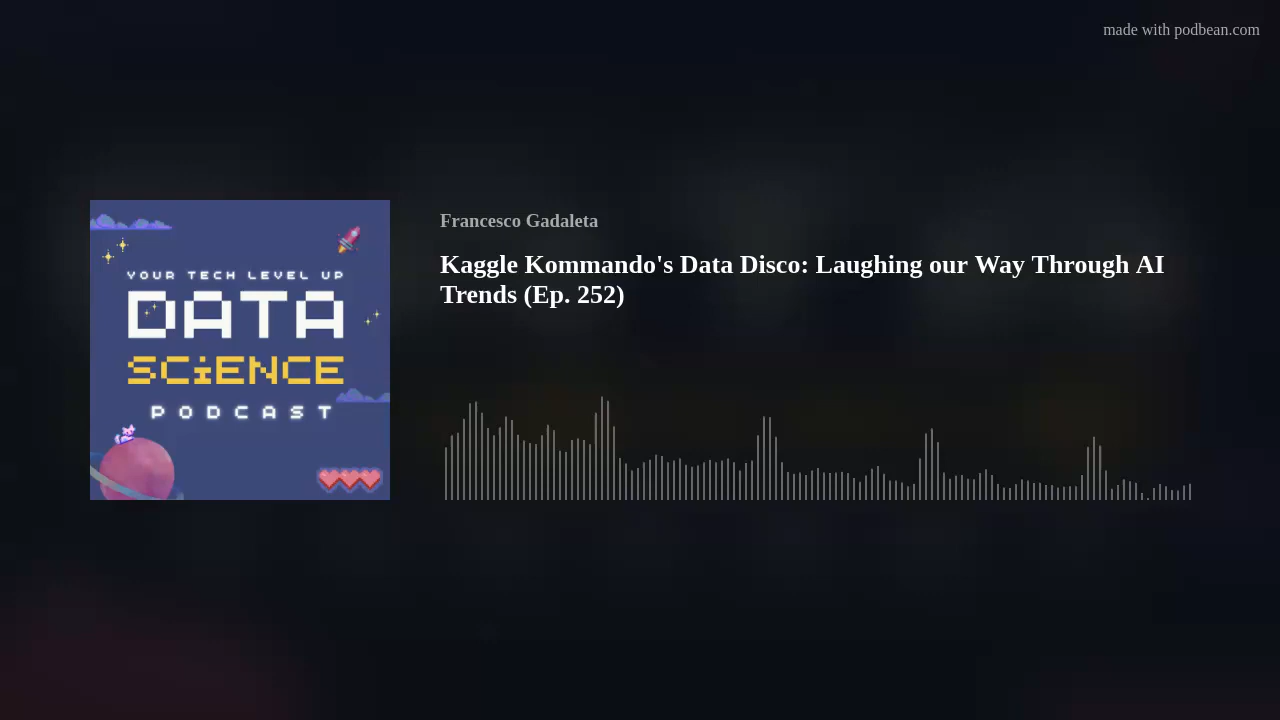 made with podbean.com
YOUR TECH LEVEL UP
DATA
SCiENCE
PODCAST
Francesco Gadaleta
Kaggle Kommando's Data Disco: Laughing our Way Through AI
Trends (Ep. 252)